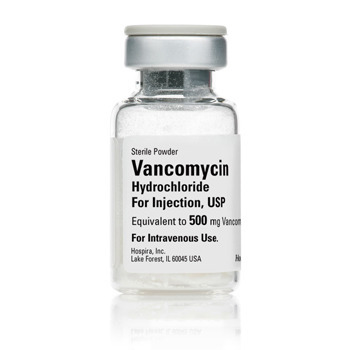 Sterile Powder
Vancomycin
Hydrochloride
For Injection, USP
Equivalent to 500 mg Vancom
For Intravenous Use.
Hospira, Inc.
Lake Forest, IL 60045 USA